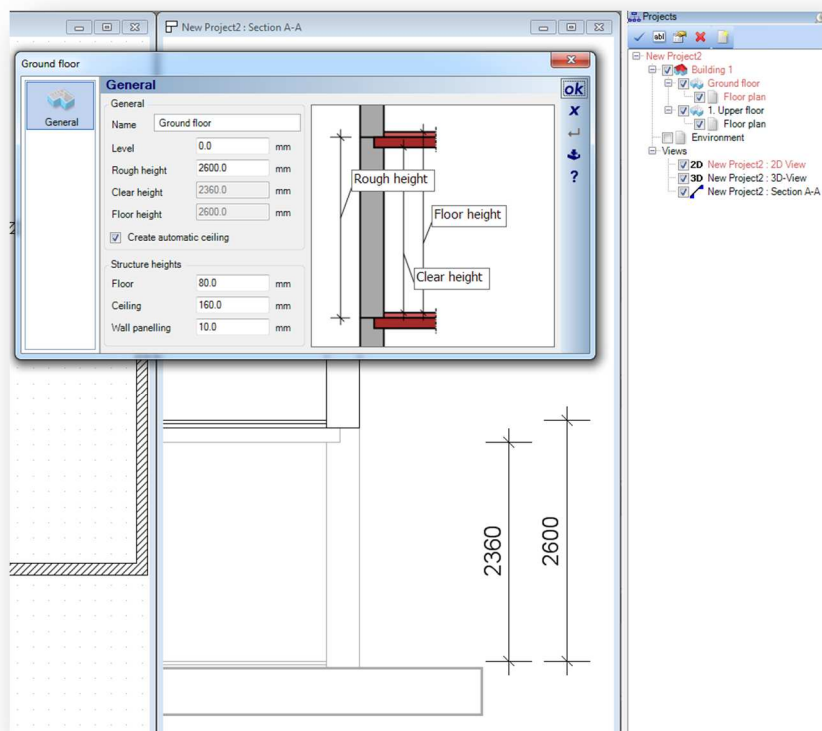 New Project2 : Section A-A
Projects
Ground floor
General
General
General
Name
Ground floor
Level
0.0
mm
Rough height
2600.0
mm
Clear height
2360.0
mm
Floor height
2600.0
mm
Create automatic ceiling
Structure heights
Floor
80.0
mm
Ceiling
160.0
mm
Wall panelling
10.0
mm
Rough height
Floor height
Clear height
ok
x
?
abl
New Project2
Building 1
Ground floor
Floor plan
1. Upper floor
Floor plan
Environment
Views
2D New Project2 : 2D View
3D New Project2 : 3D-View
New Project2 : Section A-A
2360
2600